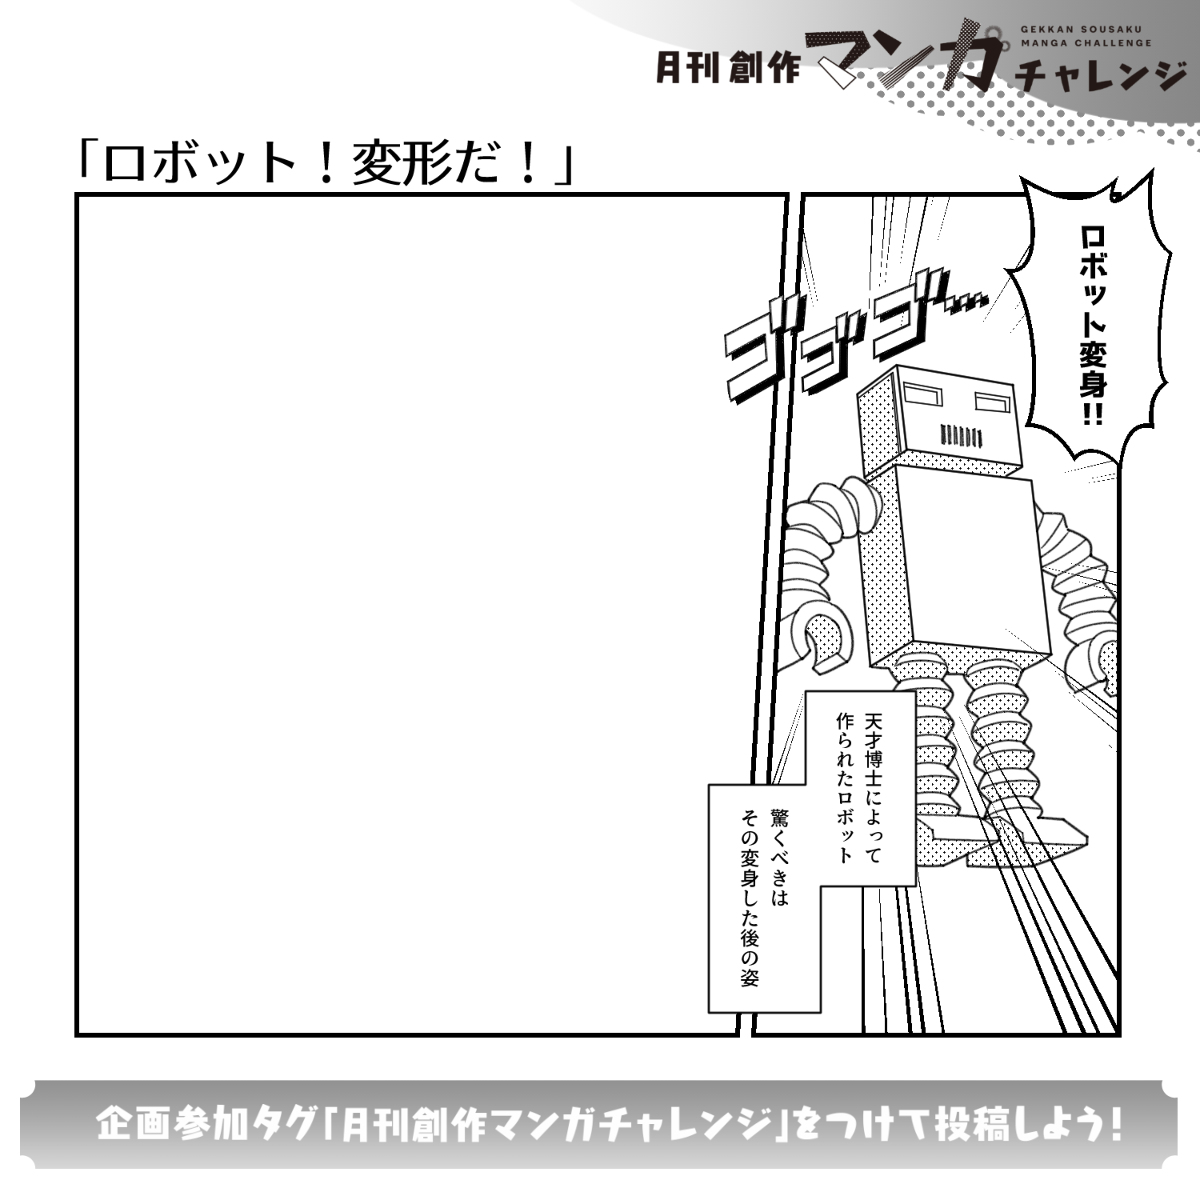 月刊 創作 マンガ チャレンジ
GEKKAN SOUSAKU
MANGA CHALLENGE
「ロボット！変形だ！」
ロボット変身!!
ゴゴゴ…
天才博士によって
作られたロボット
驚くべきは
その変身した後の姿
企画参加タグ「月刊創作マンガチャレンジ」をつけて投稿しよう!